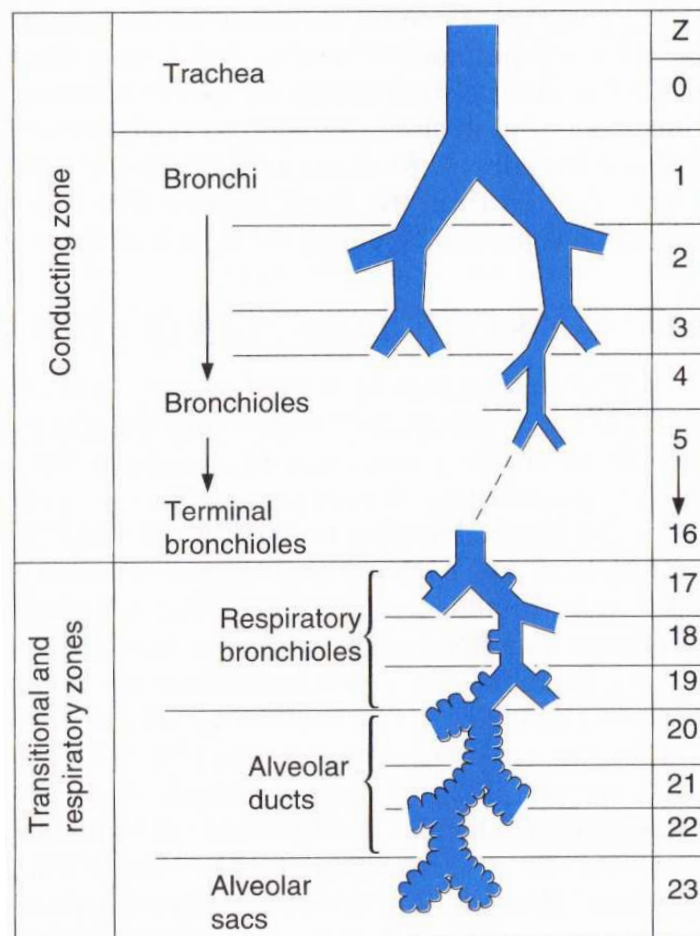 Z
Trachea
0
Bronchi
1
2
3
4
Bronchioles
5
Terminal
bronchioles
16
Conducting zone
17
Respiratory
bronchioles
18
19
20
Alveolar
ducts
21
22
Alveolar
sacs
23
Transitional and
respiratory zones